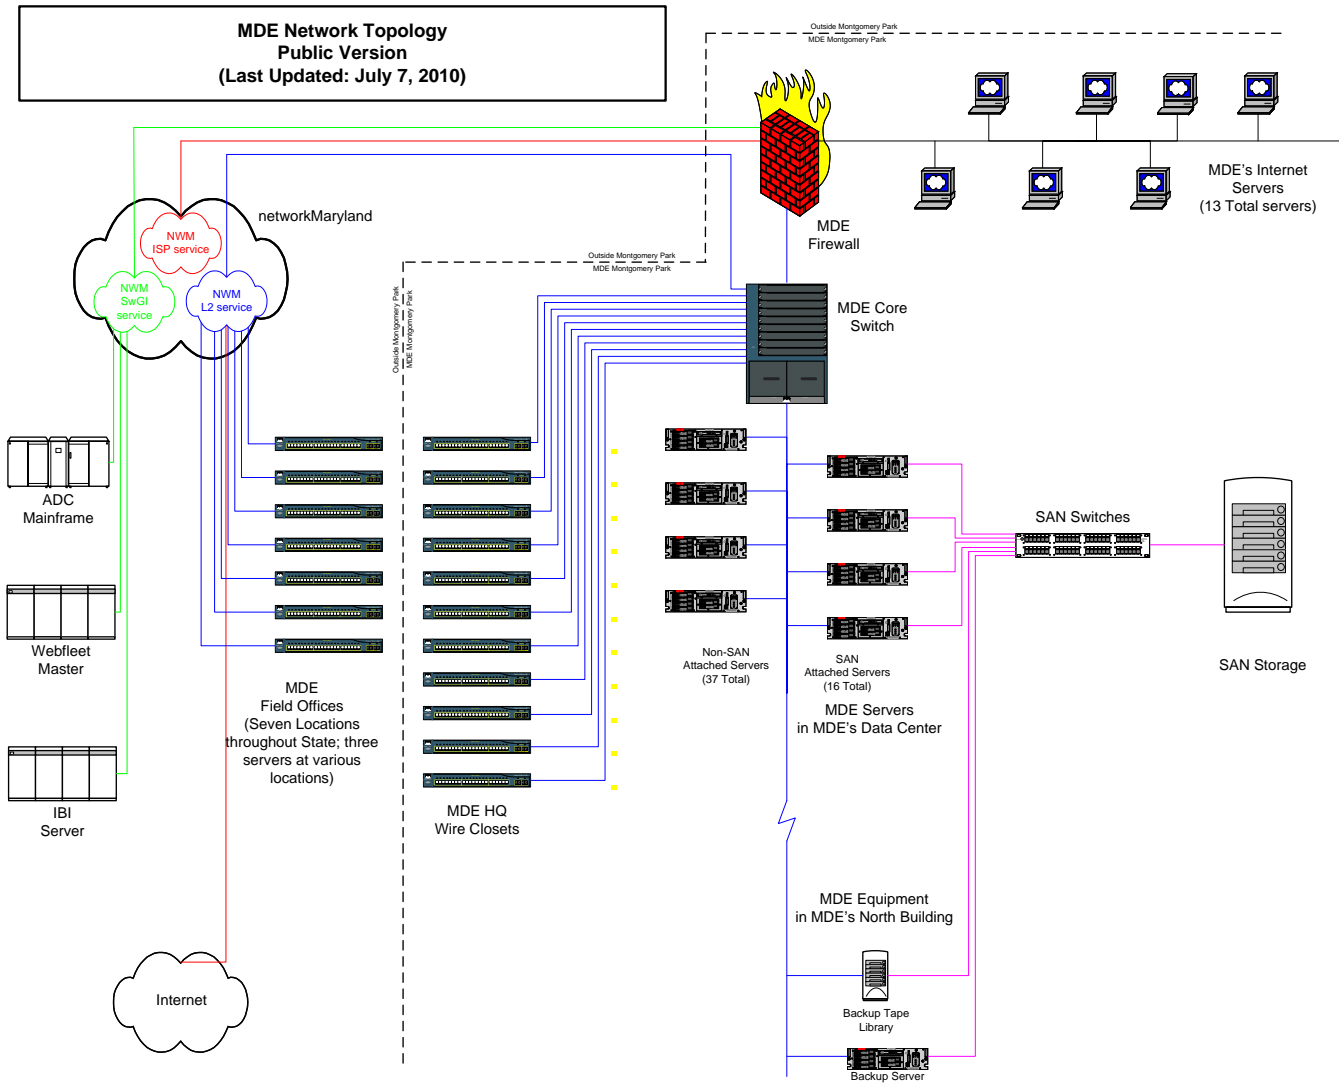 MDE Network Topology
Public Version
(Last Updated: July 7, 2010)
Outside Montgomery Park
MDE Montgomery Park
MDE's Internet
Servers
(13 Total servers)
MDE
Firewall
networkMaryland
NWM
ISP service
NWM
SwGI
service
NWM
L2 service
Outside Montgomery Park
MDE Montgomery Park
Outside Montgomery Park
MDE Montgomery Park
MDE Core
Switch
ADC
Mainframe
Webfleet
Master
IBI
Server
MDE
Field Offices
(Seven Locations
throughout State; three
servers at various
locations)
MDE HQ
Wire Closets
Non-SAN
Attached Servers
(37 Total)
SAN
Attached Servers
(16 Total)
MDE Servers
in MDE's Data Center
SAN Switches
SAN Storage
MDE Equipment
in MDE's North Building
Backup Tape
Library
Backup Server
Internet